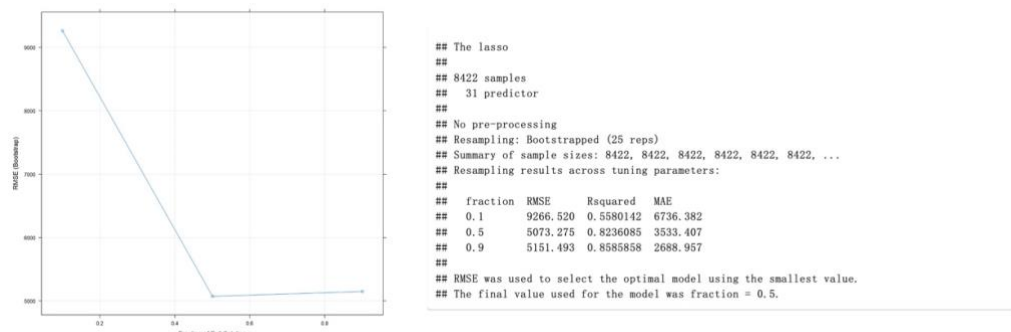 9000
8000
7000
6000
5000
RMSE (Bootstrap)
0.2
0.4
0.6
0.8
## The lasso
##
## 8422 samples
##   31 predictor
##
## No pre-processing
## Resampling: Bootstrapped (25 reps)
## Summary of sample sizes: 8422, 8422, 8422, 8422, 8422, 8422, ...
## Resampling results across tuning parameters:
##
##   fraction  RMSE      Rsquared   MAE
##   0.1       9266.520  0.5580142  6736.382
##   0.5       5073.275  0.8236085  3533.407
##   0.9       5151.493  0.8585858  2688.957
##
## RMSE was used to select the optimal model using the smallest value.
## The final value used for the model was fraction = 0.5.